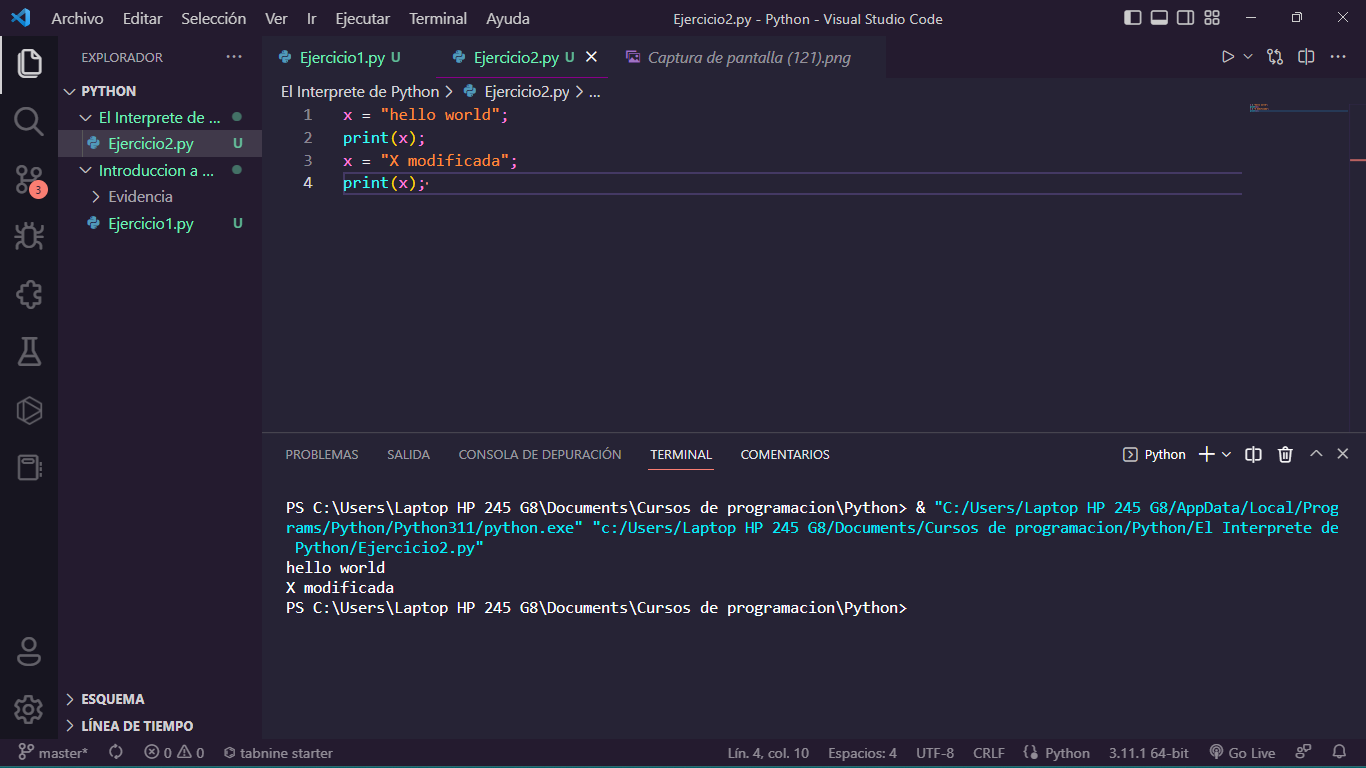 Archivo Editar Selección Ver Ir Ejecutar Terminal Ayuda Ejercicio2.py - Python - Visual Studio Code
EXPLORADOR ...
PYTHON
El Interprete de ...
Ejercicio2.py U
Introduccion a ...
Evidencia
Ejercicio1.py U
3
ESQUEMA
LÍNEA DE TIEMPO
Ejercicio1.py U Ejercicio2.py U Captura de pantalla (121).png
El Interprete de Python > Ejercicio2.py > ...
1 x = "hello world";
2 print(x);
3 x = "X modificada";
4 print(x);
PROBLEMAS SALIDA CONSOLA DE DEPURACIÓN TERMINAL COMENTARIOS Python
PS C:\Users\Laptop HP 245 G8\Documents\Cursos de programacion\Python> & "C:/Users/Laptop HP 245 G8/AppData/Local/Prog
rams/Python/Python311/python.exe" "c:/Users/Laptop HP 245 G8/Documents/Cursos de programacion/Python/El Interprete de
Python/Ejercicio2.py"
hello world
X modificada
PS C:\Users\Laptop HP 245 G8\Documents\Cursos de programacion\Python>
master* 0 0 tabnine starter Lín. 4, col. 10 Espacios: 4 UTF-8 CRLF Python 3.11.1 64-bit Go Live